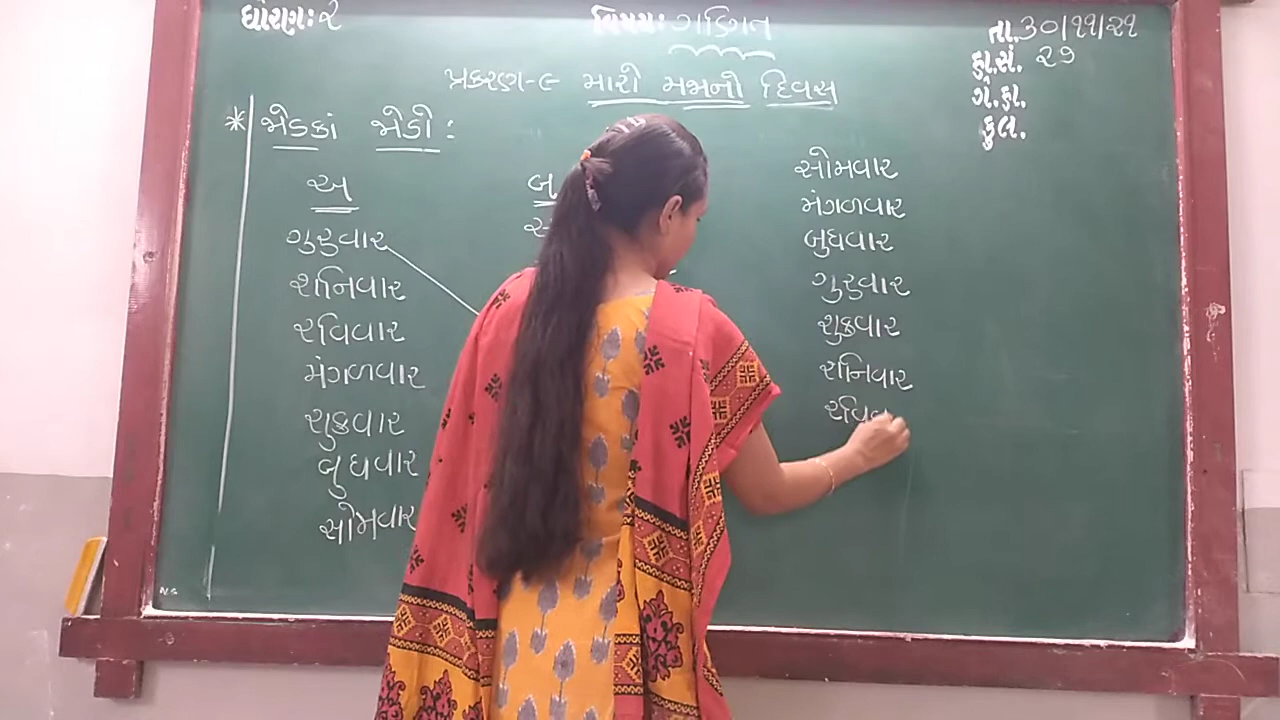 ધોરણ: ૨
વિષય: ગણિત
તા. ૩૦/૧૧/૨૧
હા.સં. ૨૭
ગે.હા.
કુલ.
પ્રકરણ-૯ મારો મજાનો દિવસ
* જોડકાં જોડો :
અ
બ
ગુરુવાર
શનિવાર
રવિવાર
મંગળવાર
શુક્રવાર
બુધવાર
સોમવાર
સોમવાર
મંગળવાર
બુધવાર
ગુરુવાર
શુક્રવાર
શનિવાર
રવિવ